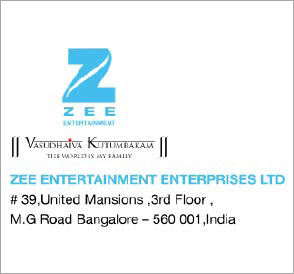 ZEE
ENTERTAINMENT
|| VASUDHAIVA KUTUMBAKAM ||
THE WORLD IS MY FAMILY
ZEE ENTERTAINMENT ENTERPRISES LTD
# 39,United Mansions ,3rd Floor ,
M.G Road Bangalore – 560 001,India